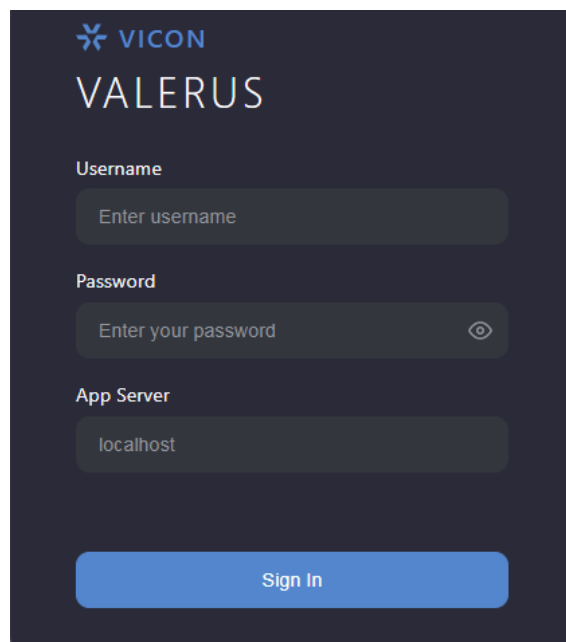 VICON
VALERUS
Username
Enter username
Password
Enter your password
App Server
localhost
Sign In